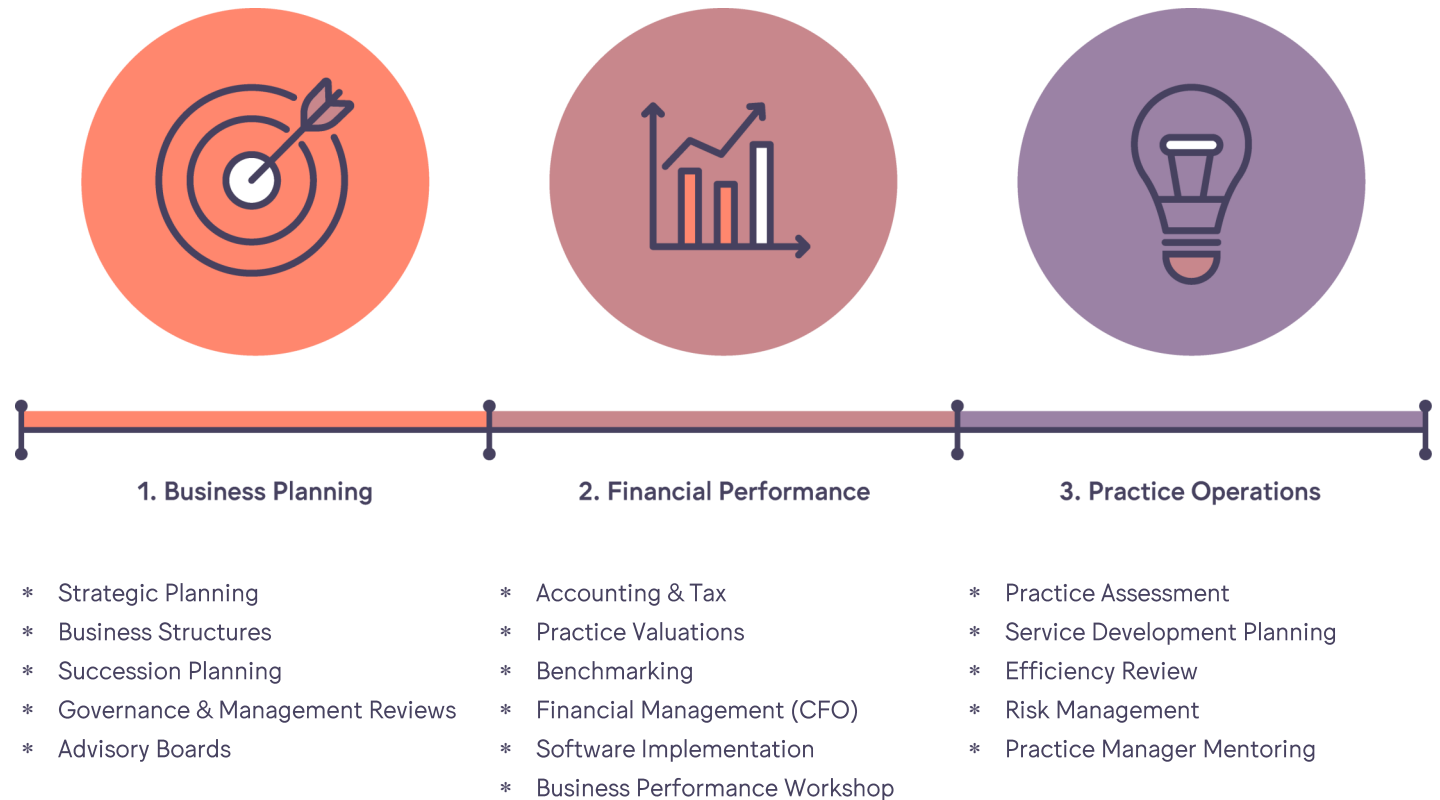 1. Business Planning
* Strategic Planning
* Business Structures
* Succession Planning
* Governance & Management Reviews
* Advisory Boards
2. Financial Performance
* Accounting & Tax
* Practice Valuations
* Benchmarking
* Financial Management (CFO)
* Software Implementation
* Business Performance Workshop
3. Practice Operations
* Practice Assessment
* Service Development Planning
* Efficiency Review
* Risk Management
* Practice Manager Mentoring